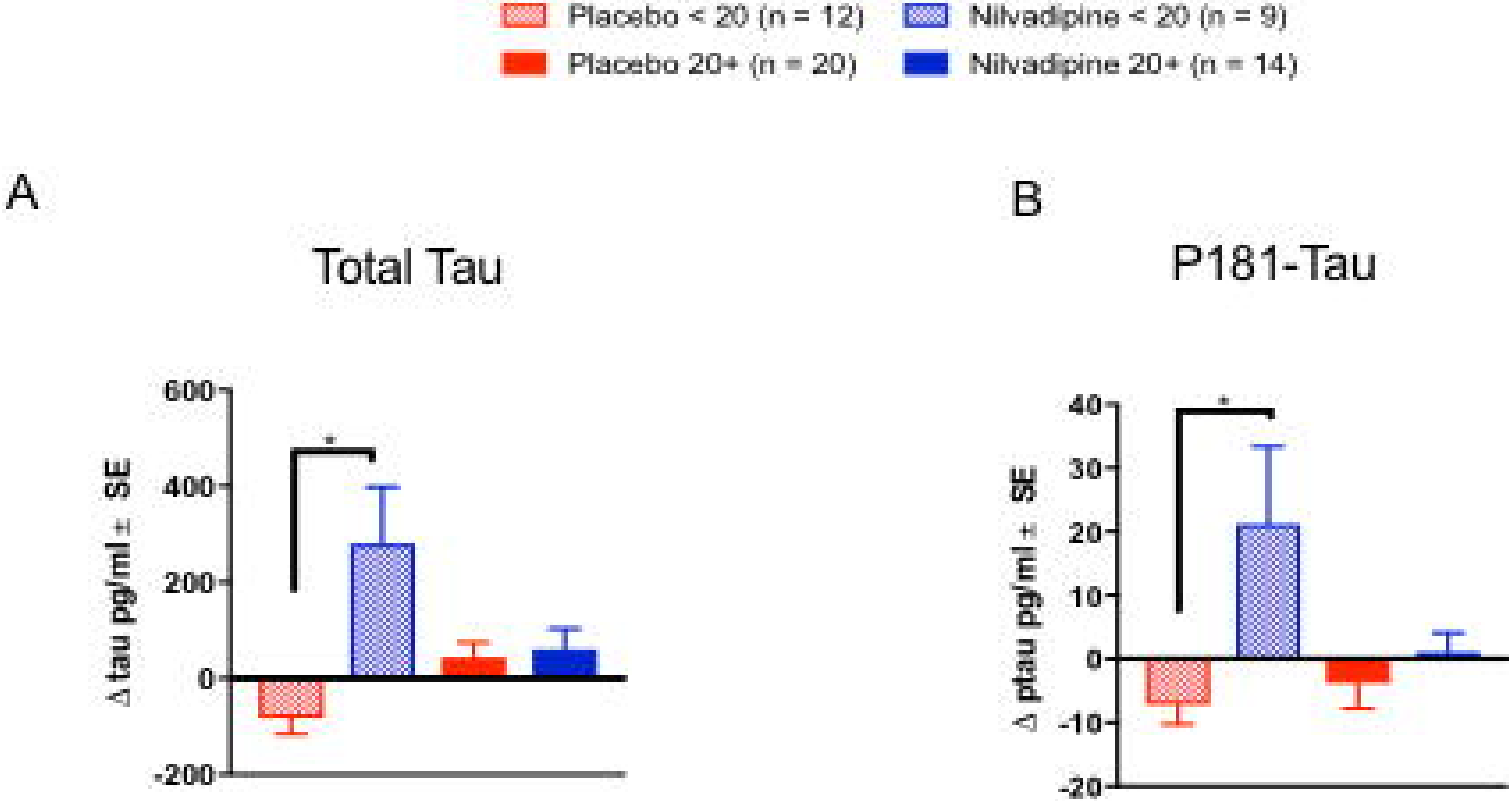 Placebo < 20 (n = 12) Nilvadipine < 20 (n = 9)
Placebo 20+ (n = 20) Nilvadipine 20+ (n = 14)
A
B
Total Tau
P181-Tau
600
400
200
0
-200
Δ tau pg/ml ± SE
*
40
30
20
10
0
-10
-20
Δ ptau pg/ml ± SE
*